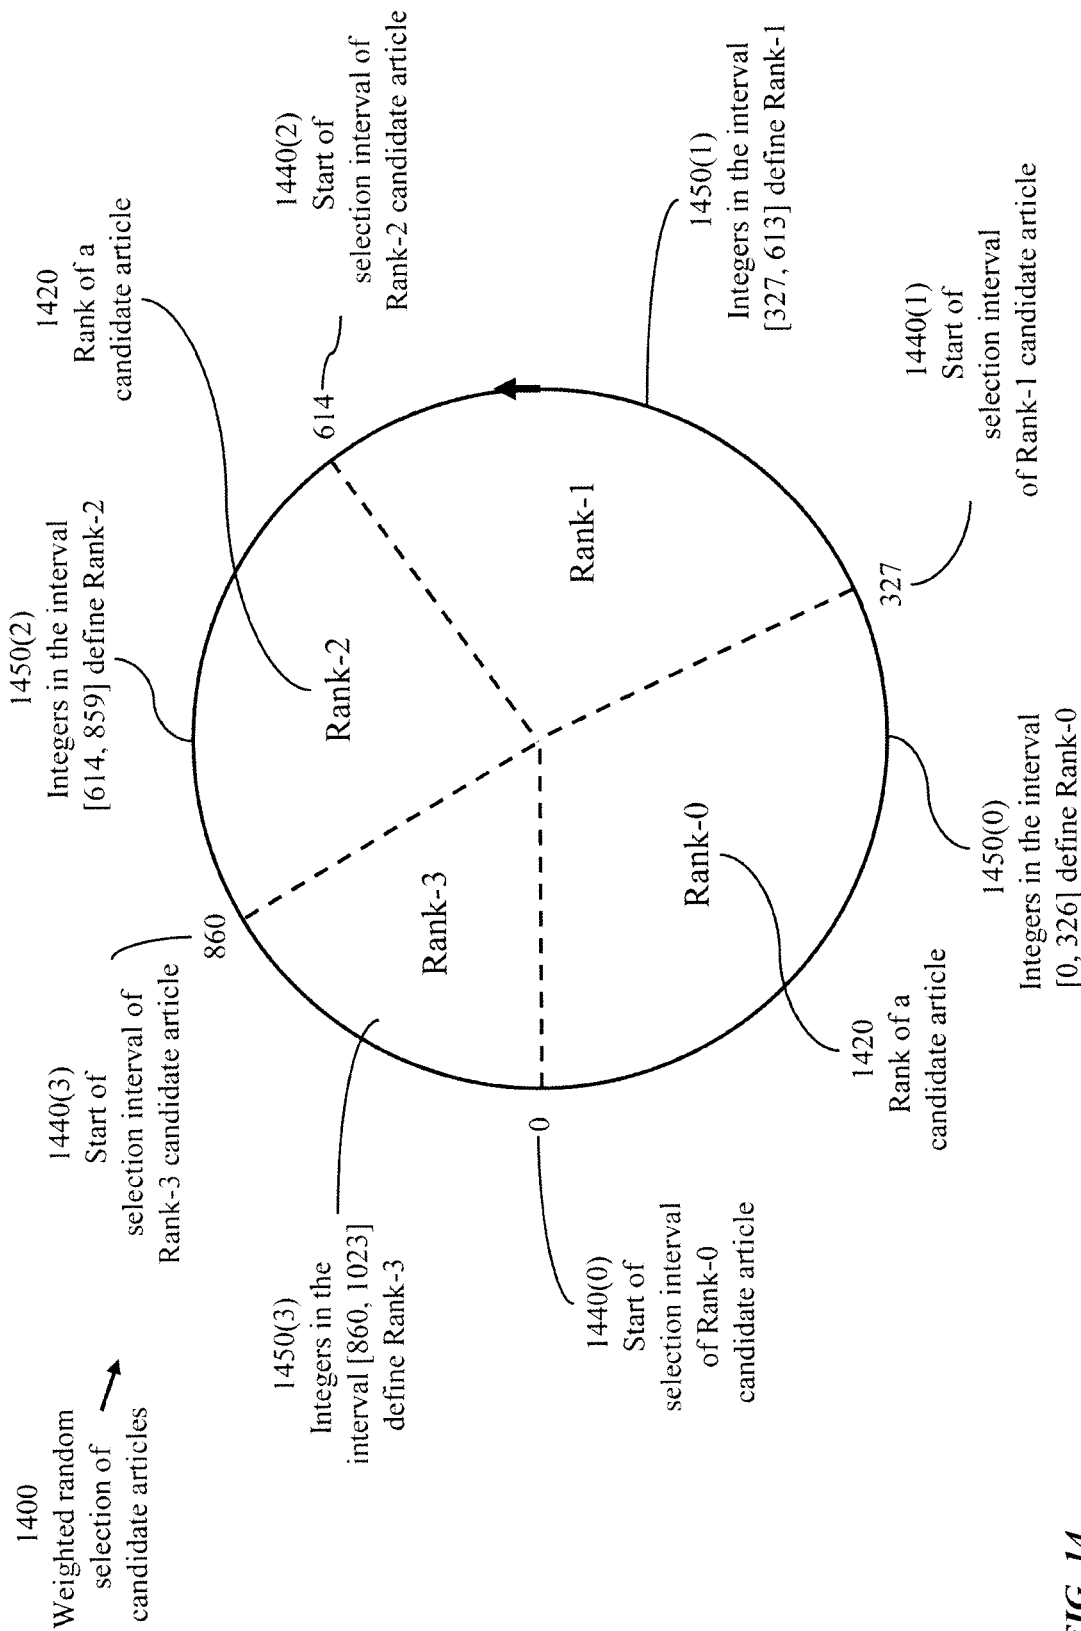 1400
Weighted random
selection of
candidate articles
1440(3)
Start of
selection interval of
Rank-3 candidate article
860
1450(2)
Integers in the interval
[614, 859] define Rank-2
1420
Rank of a
candidate article
1440(2)
Start of
selection interval of
Rank-2 candidate article
614
1450(3)
Integers in the
interval [860, 1023]
define Rank-3
Rank-3
Rank-2
Rank-1
Rank-0
0
1440(0)
Start of
selection interval
of Rank-0
candidate article
1420
Rank of a
candidate article
1450(0)
Integers in the interval
[0, 326] define Rank-0
327
1440(1)
Start of
selection interval
of Rank-1 candidate article
1450(1)
Integers in the interval
[327, 613] define Rank-1
FIG. 14